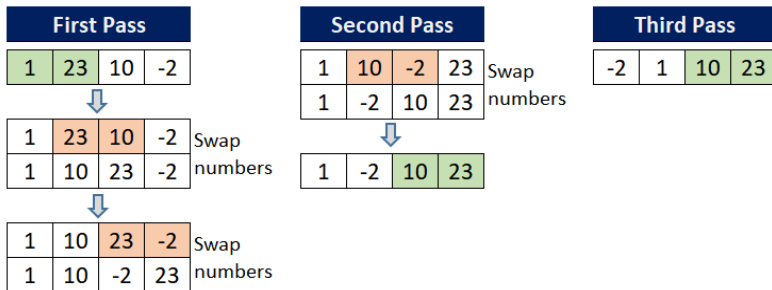 First Pass
1 23 10 -2
1 23 10 -2
Swap
1 10 23 -2
numbers
1 10 23 -2
Swap
1 10 -2 23
numbers
Second Pass
1 10 -2 23
Swap
1 -2 10 23
numbers
1 -2 10 23
Third Pass
-2 1 10 23